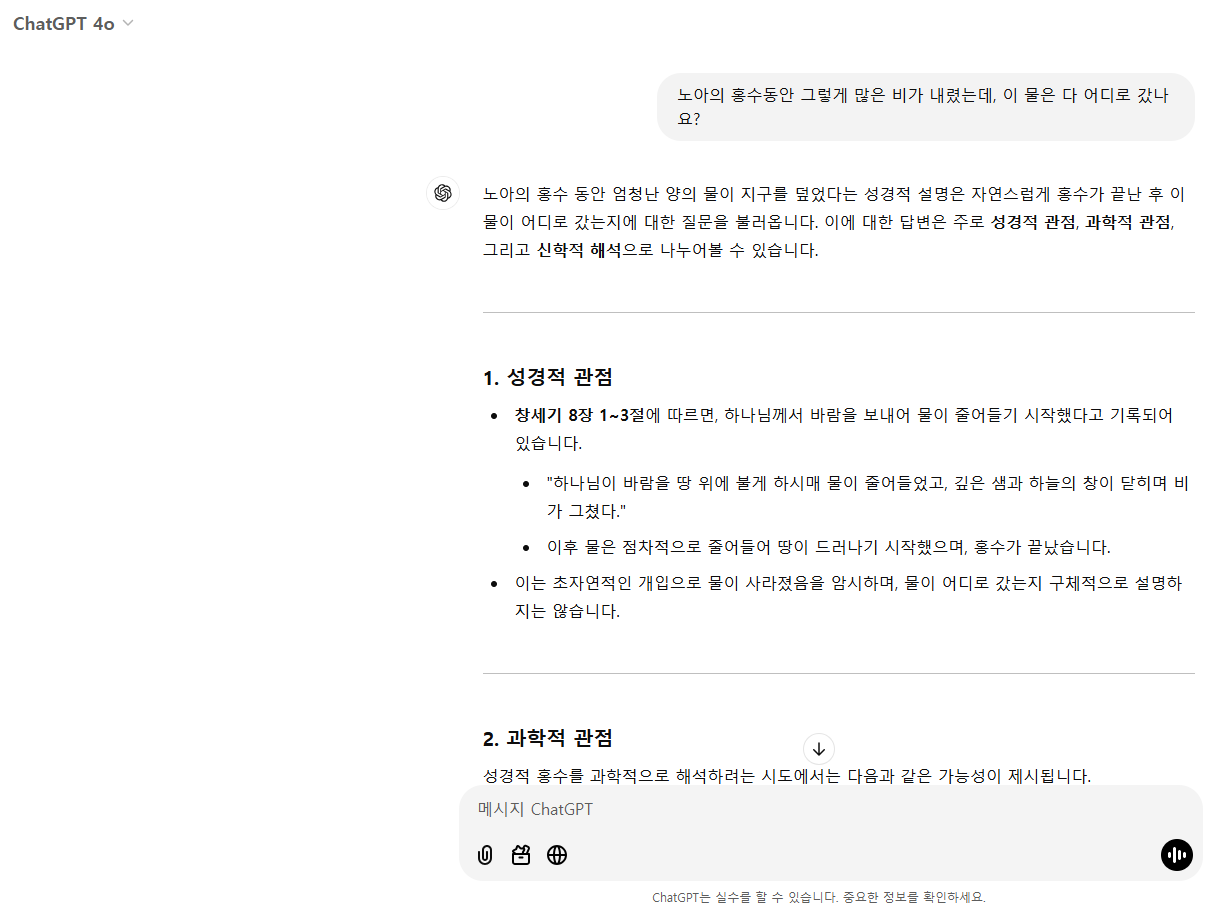 ChatGPT 4o
노아의 홍수동안 그렇게 많은 비가 내렸는데, 이 물은 다 어디로 갔나
요?
노아의 홍수 동안 엄청난 양의 물이 지구를 덮었다는 성경적 설명은 자연스럽게 홍수가 끝난 후 이
물이 어디로 갔는지에 대한 질문을 불러옵니다. 이에 대한 답변은 주로 성경적 관점, 과학적 관점,
그리고 신학적 해석으로 나누어볼 수 있습니다.
1. 성경적 관점
• 창세기 8장 1~3절에 따르면, 하나님께서 바람을 보내어 물이 줄어들기 시작했다고 기록되어
있습니다.
• "하나님이 바람을 땅 위에 불게 하시매 물이 줄어들었고, 깊은 샘과 하늘의 창이 닫히며 비
가 그쳤다."
• 이후 물은 점차적으로 줄어들어 땅이 드러나기 시작했으며, 홍수가 끝났습니다.
• 이는 초자연적인 개입으로 물이 사라졌음을 암시하며, 물이 어디로 갔는지 구체적으로 설명하
지는 않습니다.
2. 과학적 관점
성경적 홍수를 과학적으로 해석하려는 시도에서는 다음과 같은 가능성이 제시됩니다.
메시지 ChatGPT
ChatGPT는 실수를 할 수 있습니다. 중요한 정보를 확인하세요.